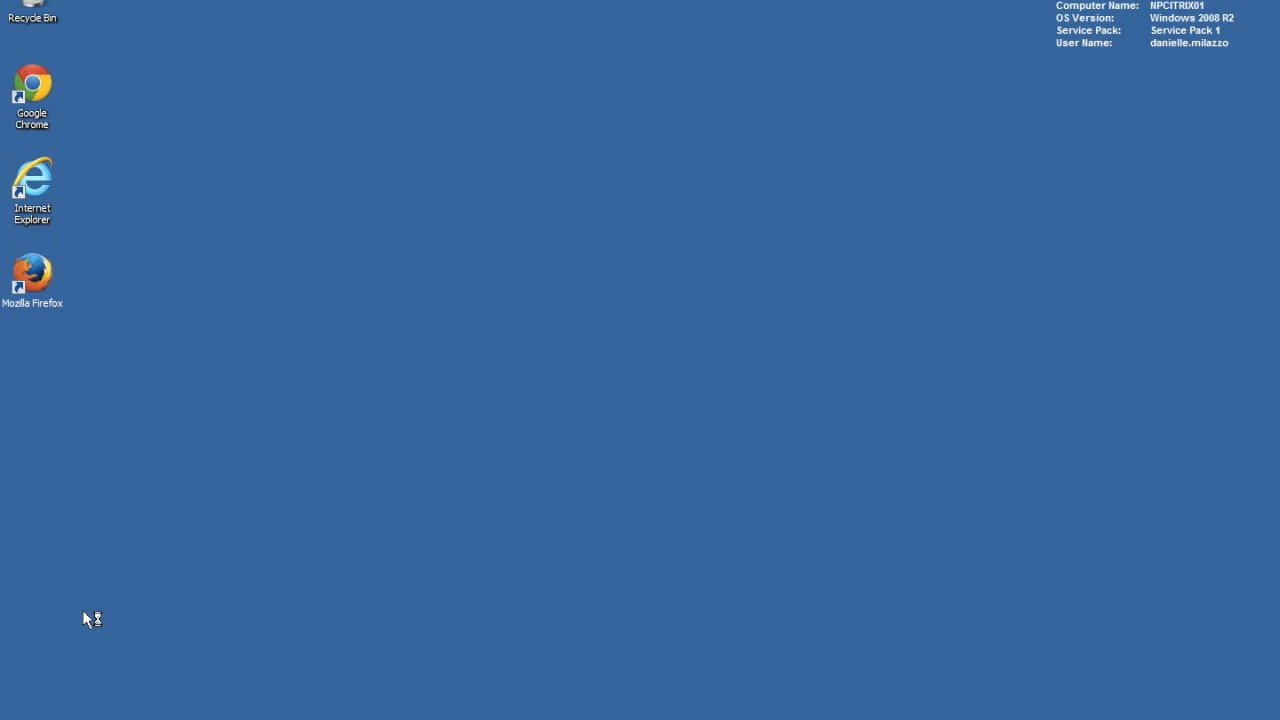 Recycle Bin
Google
Chrome
Internet
Explorer
Mozilla Firefox
Computer Name: NPCITRIX01
OS Version: Windows 2008 R2
Service Pack: Service Pack 1
User Name: danielle.milazzo